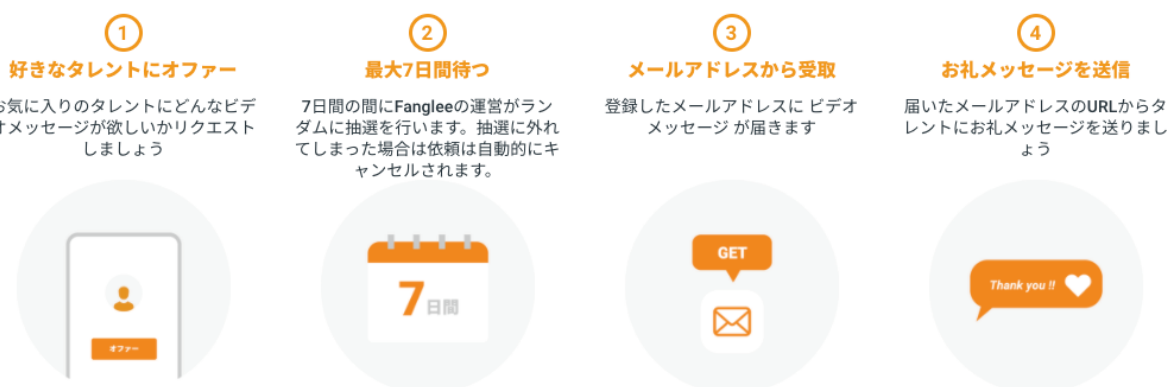 1
好きなタレントにオファー
気に入りのタレントにどんなビデ
メッセージが欲しいかリクエスト
しましょう
オファー
2
最大7日間待つ
7日間の間にFangleeの運営がラン
ダムに抽選を行います。抽選に外れ
てしまった場合は依頼は自動的にキ
ャンセルされます。
7日間
3
メールアドレスから受取
登録したメールアドレスに ビデオ
メッセージ が届きます
GET
4
お礼メッセージを送信
届いたメールアドレスのURLからタ
レントにお礼メッセージを送りまし
ょう
Thank you !!